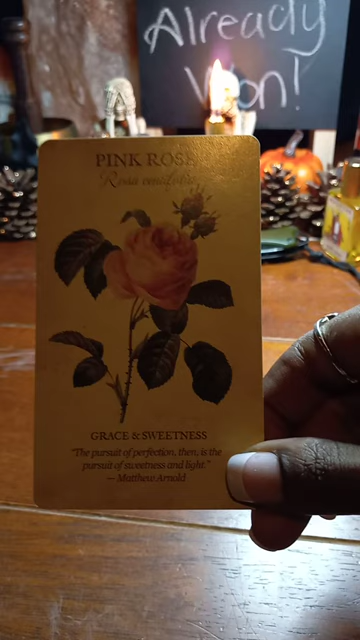 Already
Won!
PINK ROSE
Rosa
GRACE & SWEETNESS
"The pursuit of perfection, then, is the
pursuit of sweetness and light."
— Matthew Arnold